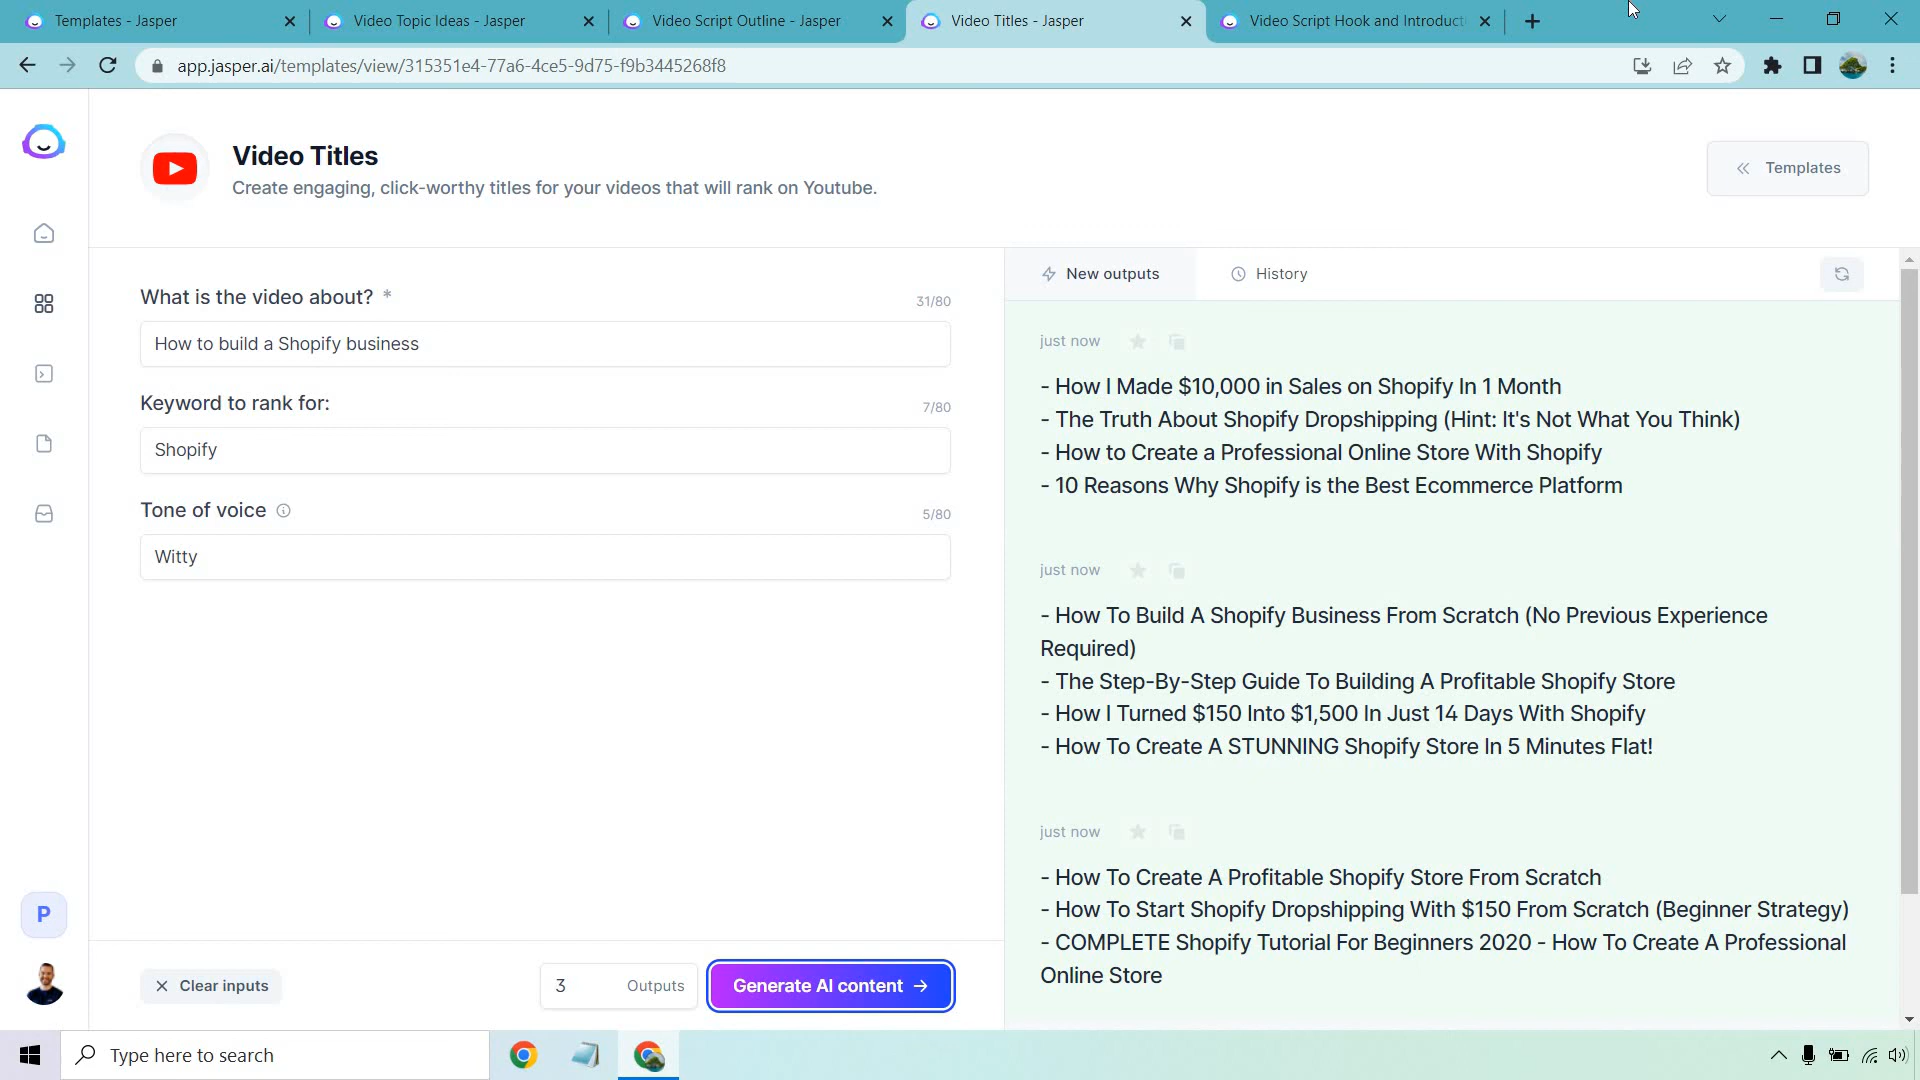 Templates - Jasper
Video Topic Ideas - Jasper
Video Script Outline - Jasper
Video Titles - Jasper
Video Script Hook and Introduct
app.jasper.ai/templates/view/315351e4-77a6-4ce5-9d75-f9b3445268f8
Video Titles
Create engaging, click-worthy titles for your videos that will rank on Youtube.
Templates
What is the video about? *
31/80
How to build a Shopify business
Keyword to rank for:
7/80
Shopify
Tone of voice
5/80
Witty
Clear inputs
3 Outputs
Generate AI content →
New outputs
History
just now
- How I Made $10,000 in Sales on Shopify In 1 Month
- The Truth About Shopify Dropshipping (Hint: It's Not What You Think)
- How to Create a Professional Online Store With Shopify
- 10 Reasons Why Shopify is the Best Ecommerce Platform
just now
- How To Build A Shopify Business From Scratch (No Previous Experience
Required)
- The Step-By-Step Guide To Building A Profitable Shopify Store
- How I Turned $150 Into $1,500 In Just 14 Days With Shopify
- How To Create A STUNNING Shopify Store In 5 Minutes Flat!
just now
- How To Create A Profitable Shopify Store From Scratch
- How To Start Shopify Dropshipping With $150 From Scratch (Beginner Strategy)
- COMPLETE Shopify Tutorial For Beginners 2020 - How To Create A Professional
Online Store
P
Type here to search